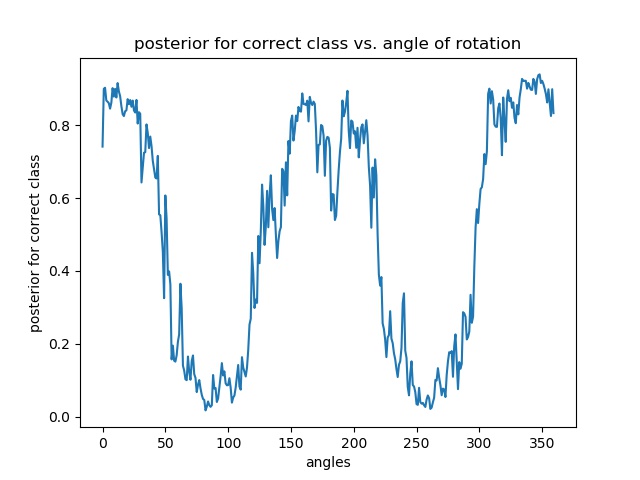 posterior for correct class vs. angle of rotation
posterior for correct class
0.8
0.6
0.4
0.2
0.0
0 50 100 150 200 250 300 350
angles